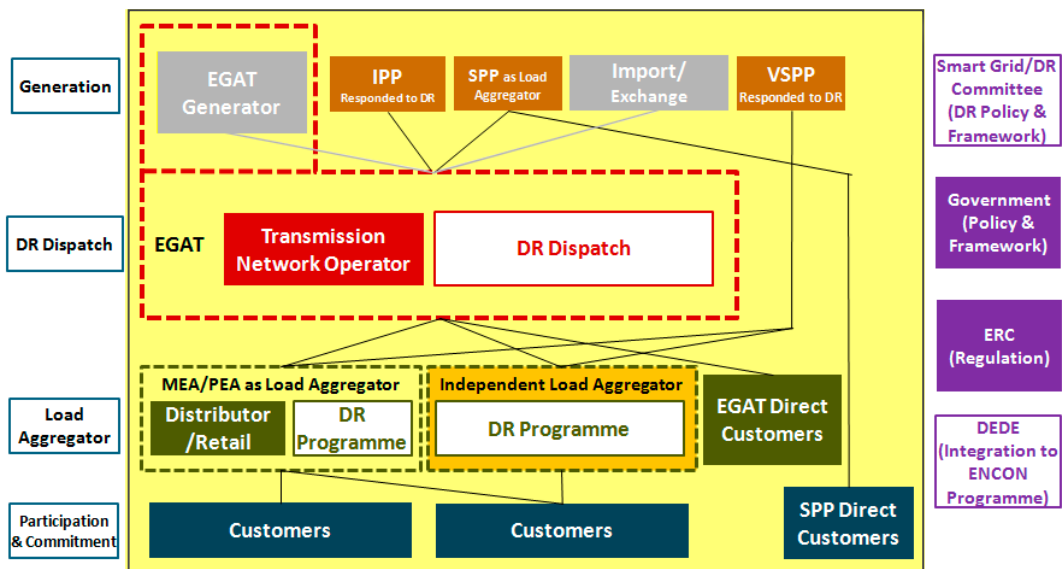 Generation
EGAT
Generator
IPP
Responded to DR
SPP as Load
Aggregator
Import/
Exchange
VSPP
Responded to DR
Smart Grid/DR
Committee
(DR Policy &
Framework)
DR Dispatch
EGAT
Transmission
Network Operator
DR Dispatch
Government
(Policy &
Framework)
ERC
(Regulation)
Load
Aggregator
MEA/PEA as Load Aggregator
Distributor
/Retail
DR
Programme
Independent Load Aggregator
DR Programme
EGAT Direct
Customers
DEDE
(Integration to
ENCON
Programme)
Participation
& Commitment
Customers
Customers
SPP Direct
Customers